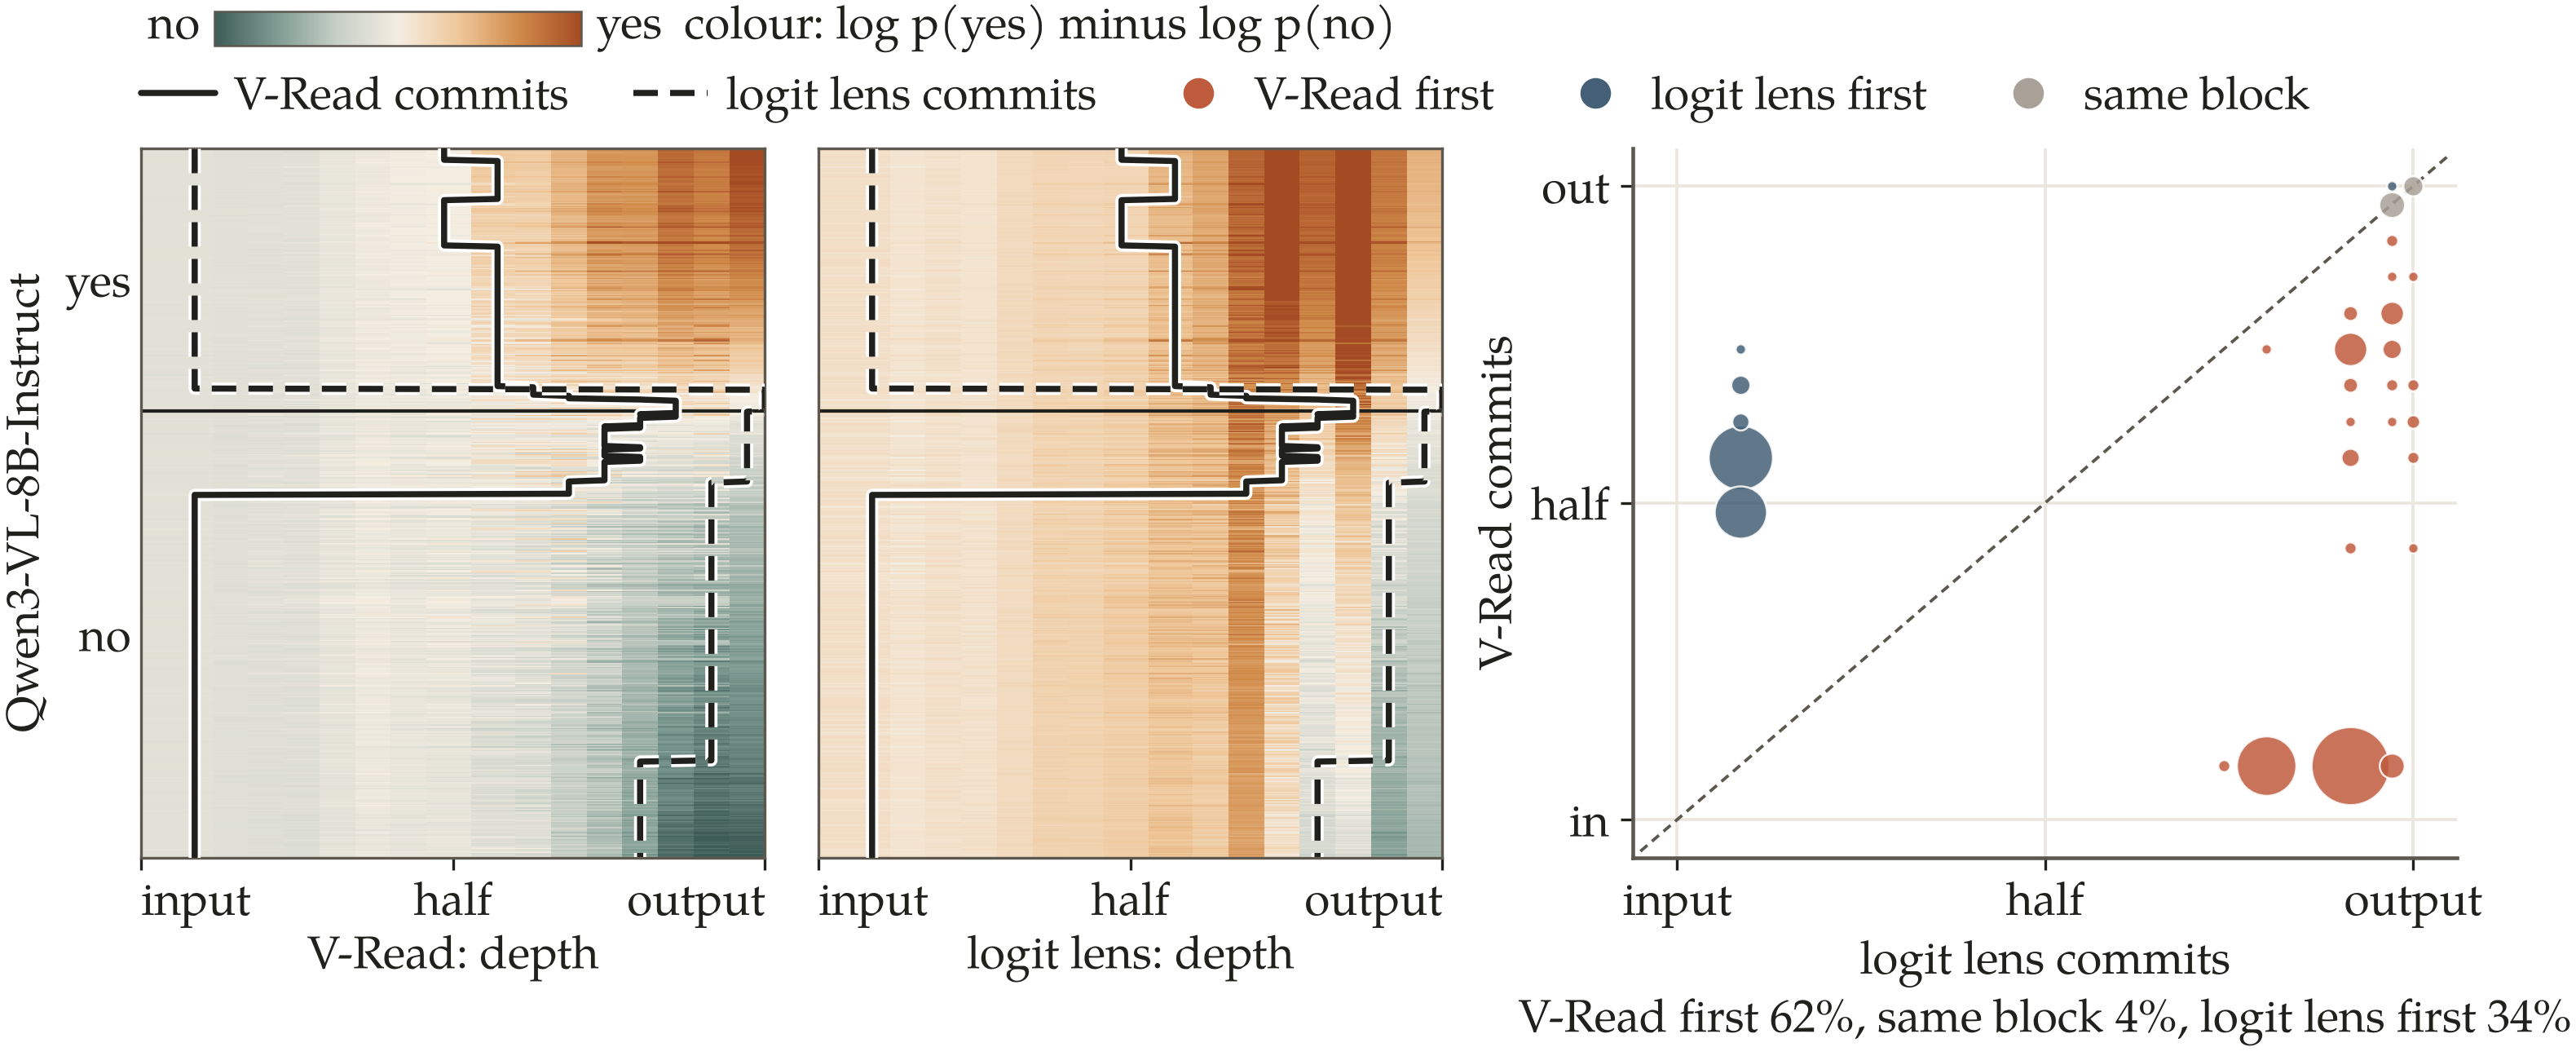 no yes colour: log p(yes) minus log p(no)
V-Read commits logit lens commits V-Read first logit lens first same block
Qwen3-VL-8B-Instruct
yes
no
input half output
V-Read: depth
input half output
logit lens: depth
V-Read commits
out
half
in
input half output
logit lens commits
V-Read first 62%, same block 4%, logit lens first 34%